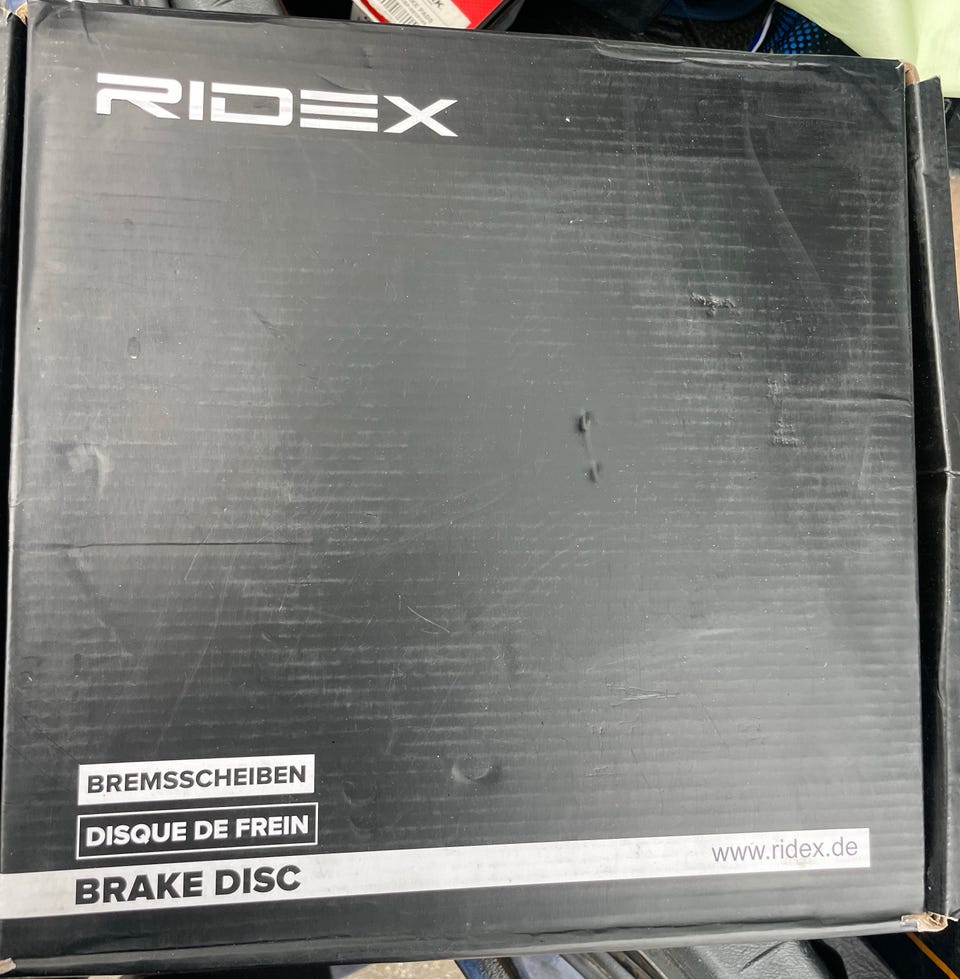 RIDEX
BREMSSCHEIBEN
DISQUE DE FREIN
BRAKE DISC
www.ridex.de